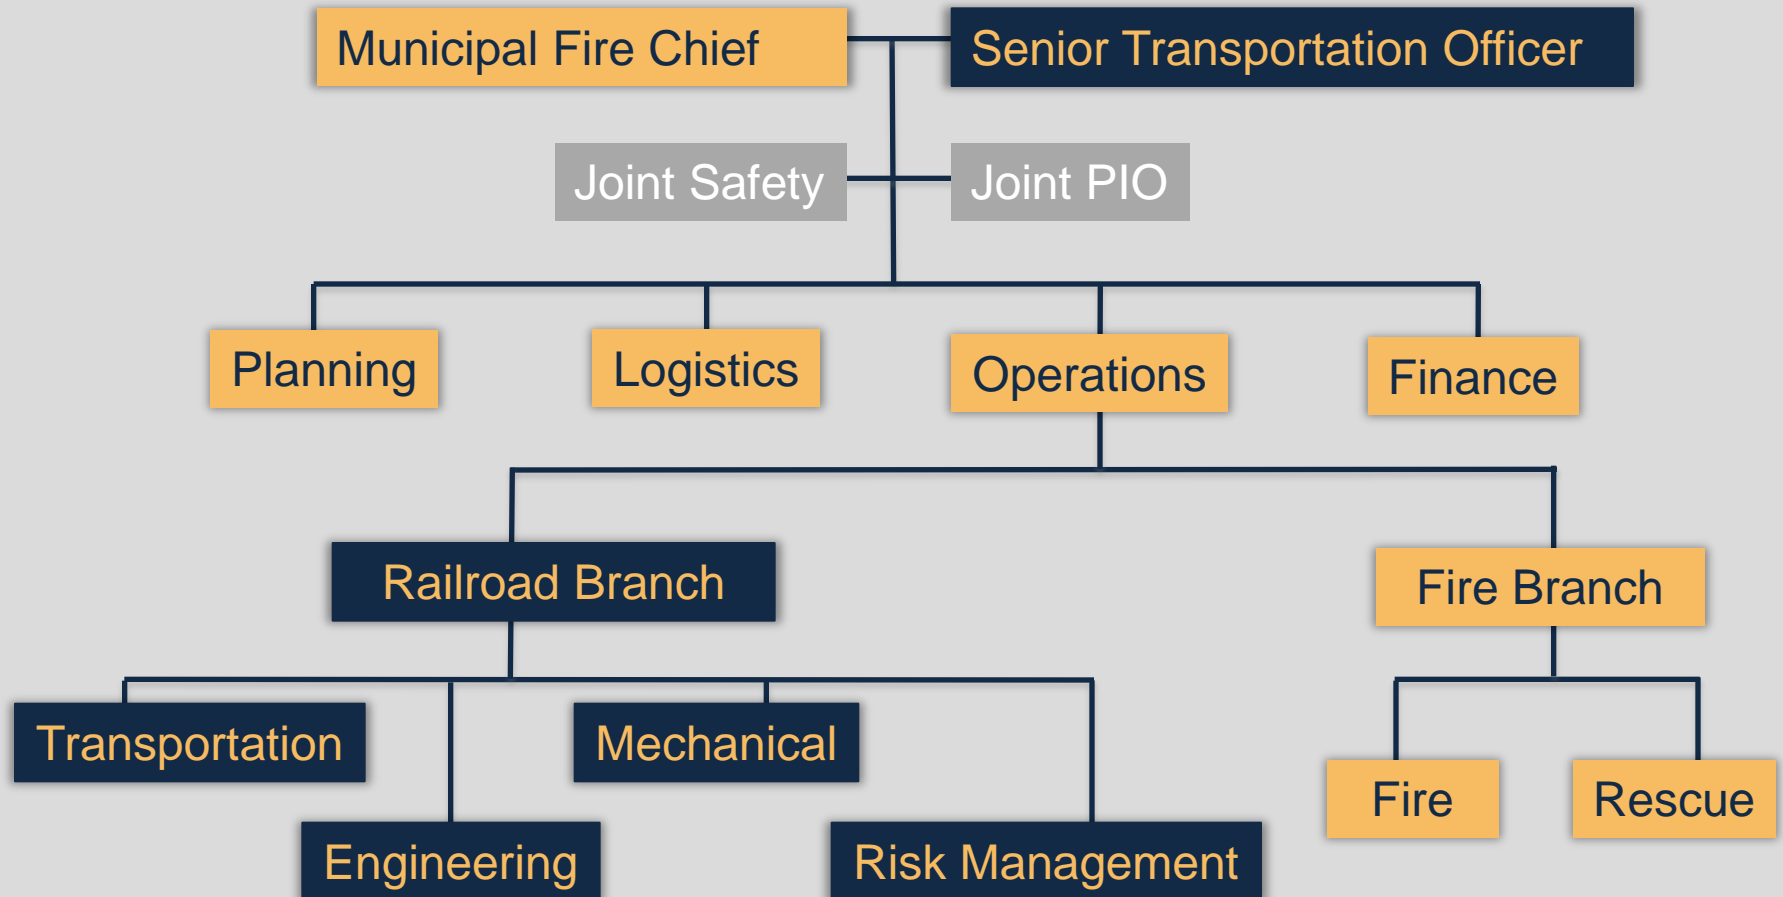 Municipal Fire Chief
Senior Transportation Officer
Joint Safety
Joint PIO
Planning
Logistics
Operations
Finance
Railroad Branch
Fire Branch
Transportation
Mechanical
Fire
Rescue
Engineering
Risk Management